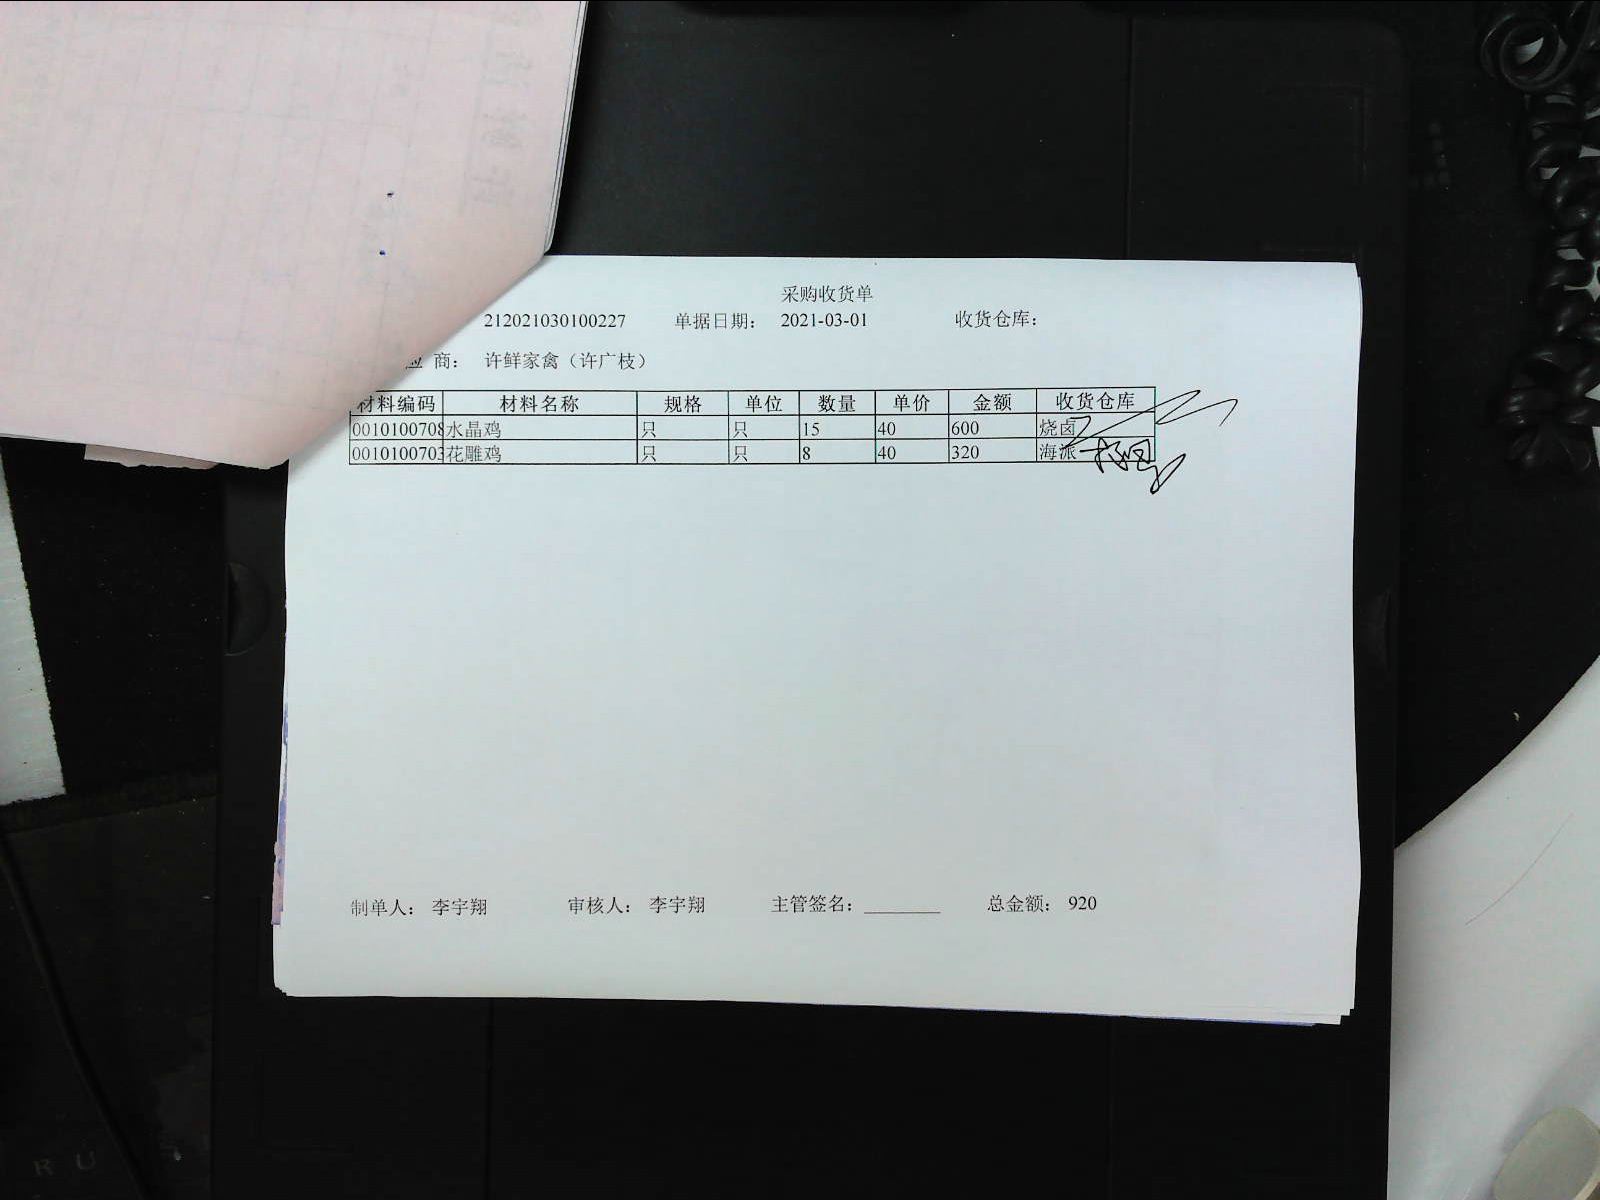 采购收货单
212021030100227 单据日期： 2021-03-01 收货仓库：
应 商： 许鲜家禽（许广枝）
材料编码 材料名称 规格 单位 数量 单价 金额 收货仓库
0010100708 水晶鸡 只 只 15 40 600 烧卤
0010100703 花雕鸡 只 只 8 40 320 海派
制单人： 李宇翔 审核人： 李宇翔 主管签名：________ 总金额： 920
R U